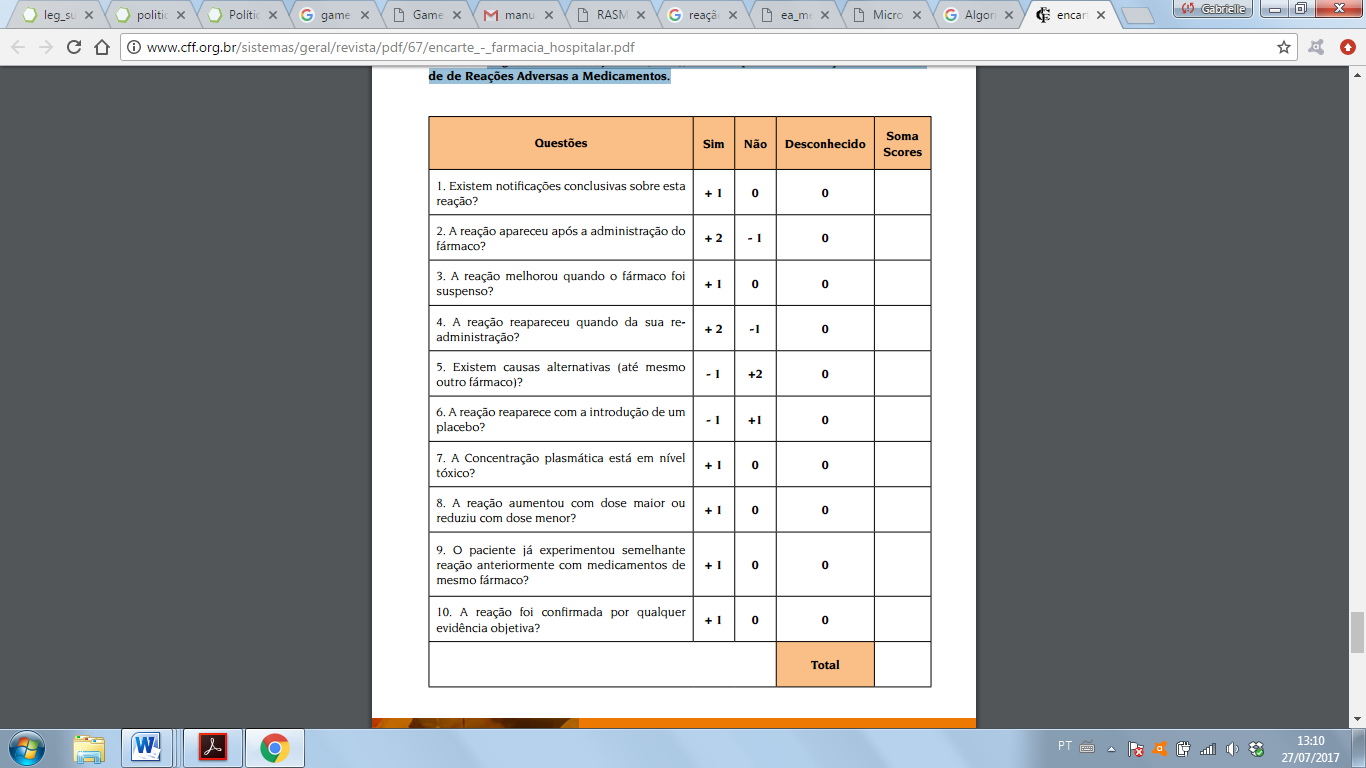 leg_su
politic
Polític
game
Game
manu
RASM
reação
ea_me
Micro
Algor
encart
Gabrielle
www.cff.org.br/sistemas/geral/revista/pdf/67/encarte_-_farmacia_hospitalar.pdf
de de Reações Adversas a Medicamentos.
Questões Sim Não Desconhecido Soma
Scores
1. Existem notificações conclusivas sobre esta
reação?
+ 1 0 0
2. A reação apareceu após a administração do
fármaco?
+ 2 - 1 0
3. A reação melhorou quando o fármaco foi
suspenso?
+ 1 0 0
4. A reação reapareceu quando da sua re-
administração?
+ 2 -1 0
5. Existem causas alternativas (até mesmo
outro fármaco)?
- 1 +2 0
6. A reação reaparece com a introdução de um
placebo?
- 1 +1 0
7. A Concentração plasmática está em nível
tóxico?
+ 1 0 0
8. A reação aumentou com dose maior ou
reduziu com dose menor?
+ 1 0 0
9. O paciente já experimentou semelhante
reação anteriormente com medicamentos de
mesmo fármaco?
+ 1 0 0
10. A reação foi confirmada por qualquer
evidência objetiva?
+ 1 0 0
Total
PT
13:10
27/07/2017